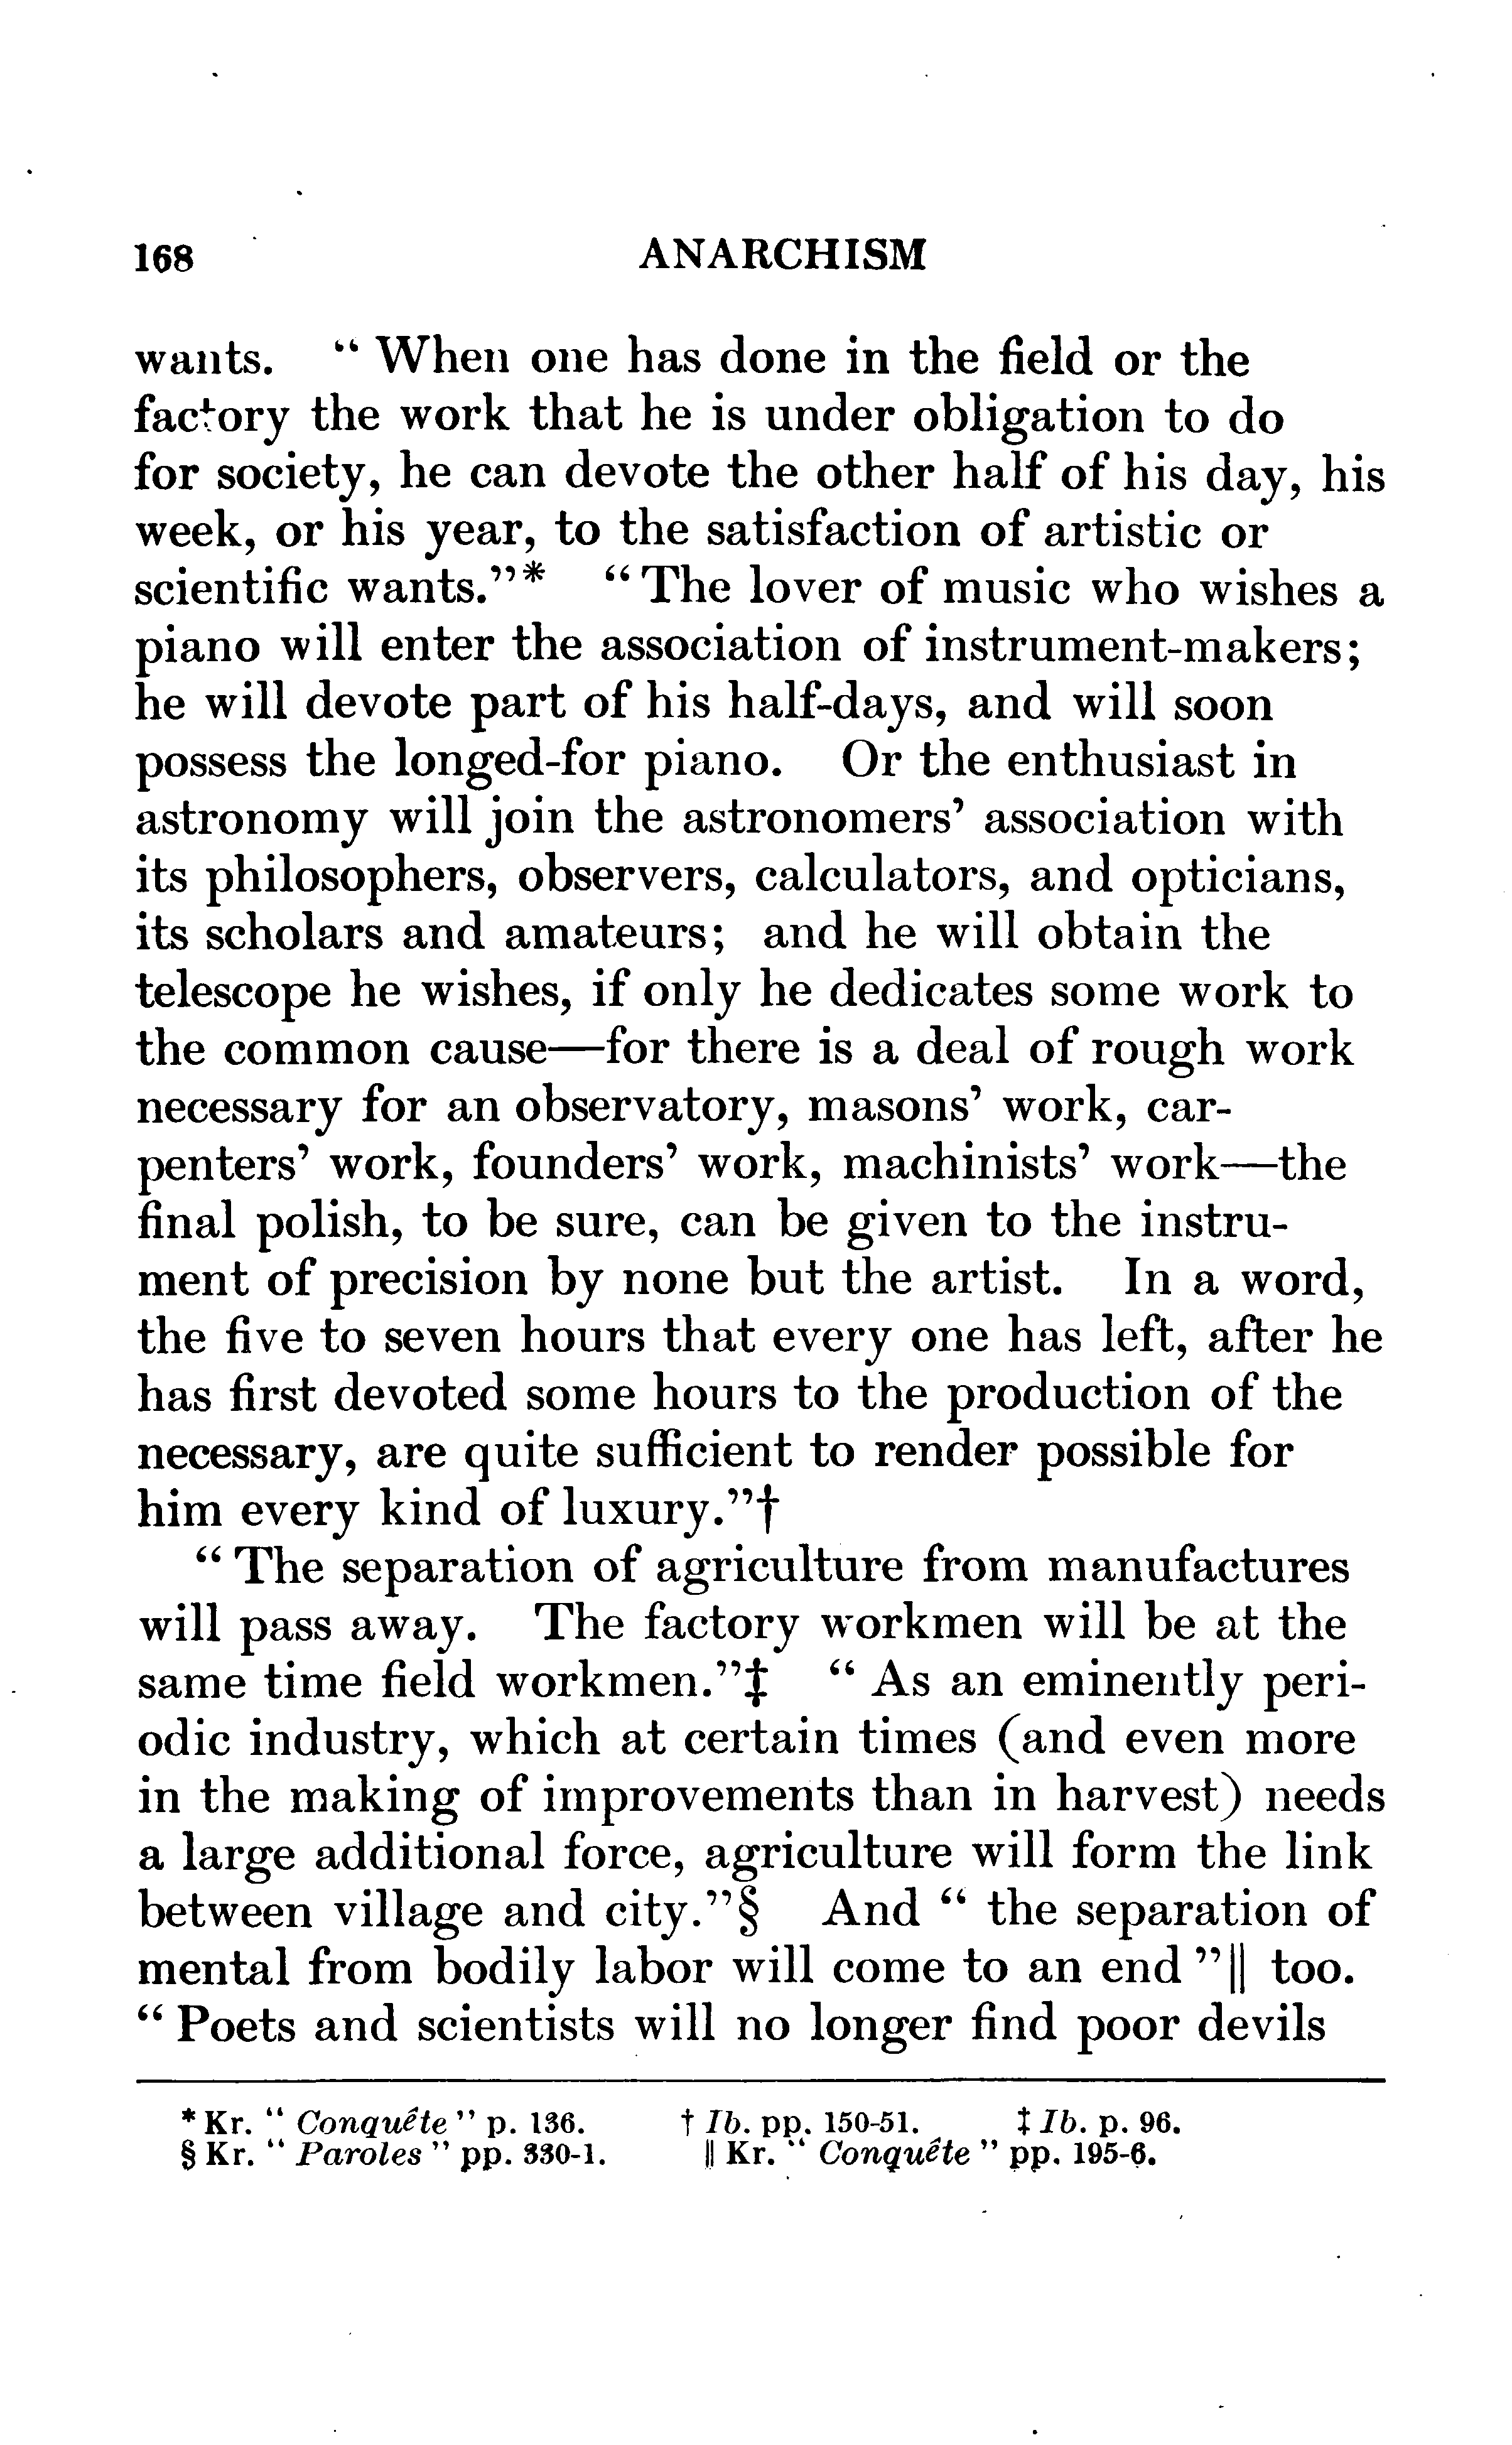 168 ANARCHISM
wants. “ When one has done in the field or the
factory the work that he is under obligation to do
for society, he can devote the other half of his day, his
week, or his year, to the satisfaction of artistic or
scientific wants.”* “ The lover of music who wishes a
piano will enter the association of instrument-makers;
he will devote part of his half-days, and will soon
possess the longed-for piano. Or the enthusiast in
astronomy will join the astronomers’ association with
its philosophers, observers, calculators, and opticians,
its scholars and amateurs; and he will obtain the
telescope he wishes, if only he dedicates some work to
the common cause—for there is a deal of rough work
necessary for an observatory, masons’ work, car-
penters’ work, founders’ work, machinists’ work—the
final polish, to be sure, can be given to the instru-
ment of precision by none but the artist. In a word,
the five to seven hours that every one has left, after he
has first devoted some hours to the production of the
necessary, are quite sufficient to render possible for
him every kind of luxury.”†
“ The separation of agriculture from manufactures
will pass away. The factory workmen will be at the
same time field workmen.”‡ “ As an eminently peri-
odic industry, which at certain times (and even more
in the making of improvements than in harvest) needs
a large additional force, agriculture will form the link
between village and city.”§ And “ the separation of
mental from bodily labor will come to an end ”‖ too.
“ Poets and scientists will no longer find poor devils
* Kr. “ Conquête ” p. 136. † Ib. pp. 150-51. ‡ Ib. p. 96.
§ Kr. “ Paroles ” pp. 330-1. ‖ Kr. “ Conquête ” pp. 195-6.